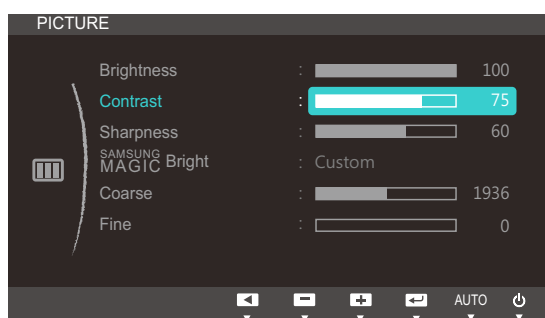 PICTURE
Brightness : 100
Contrast : 75
Sharpness : 60
SAMSUNG MAGIC Bright : Custom
Coarse : 1936
Fine : 0
AUTO